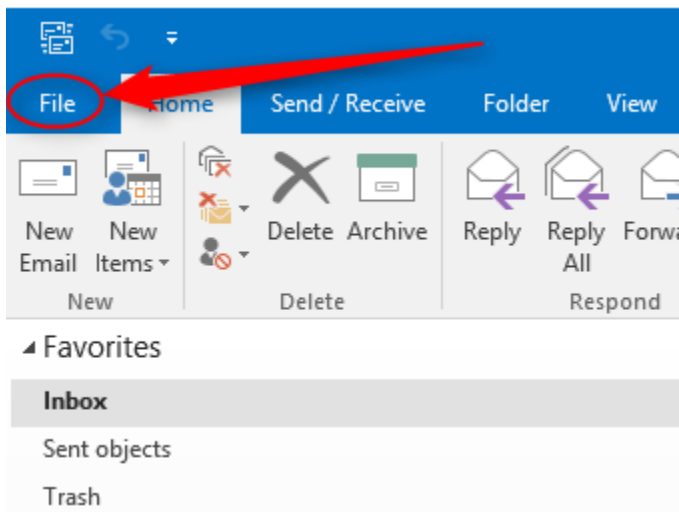 File Home Send / Receive Folder View
New Email New Items Delete Archive Reply Reply All
New Delete Respond
Favorites
Inbox
Sent objects
Trash